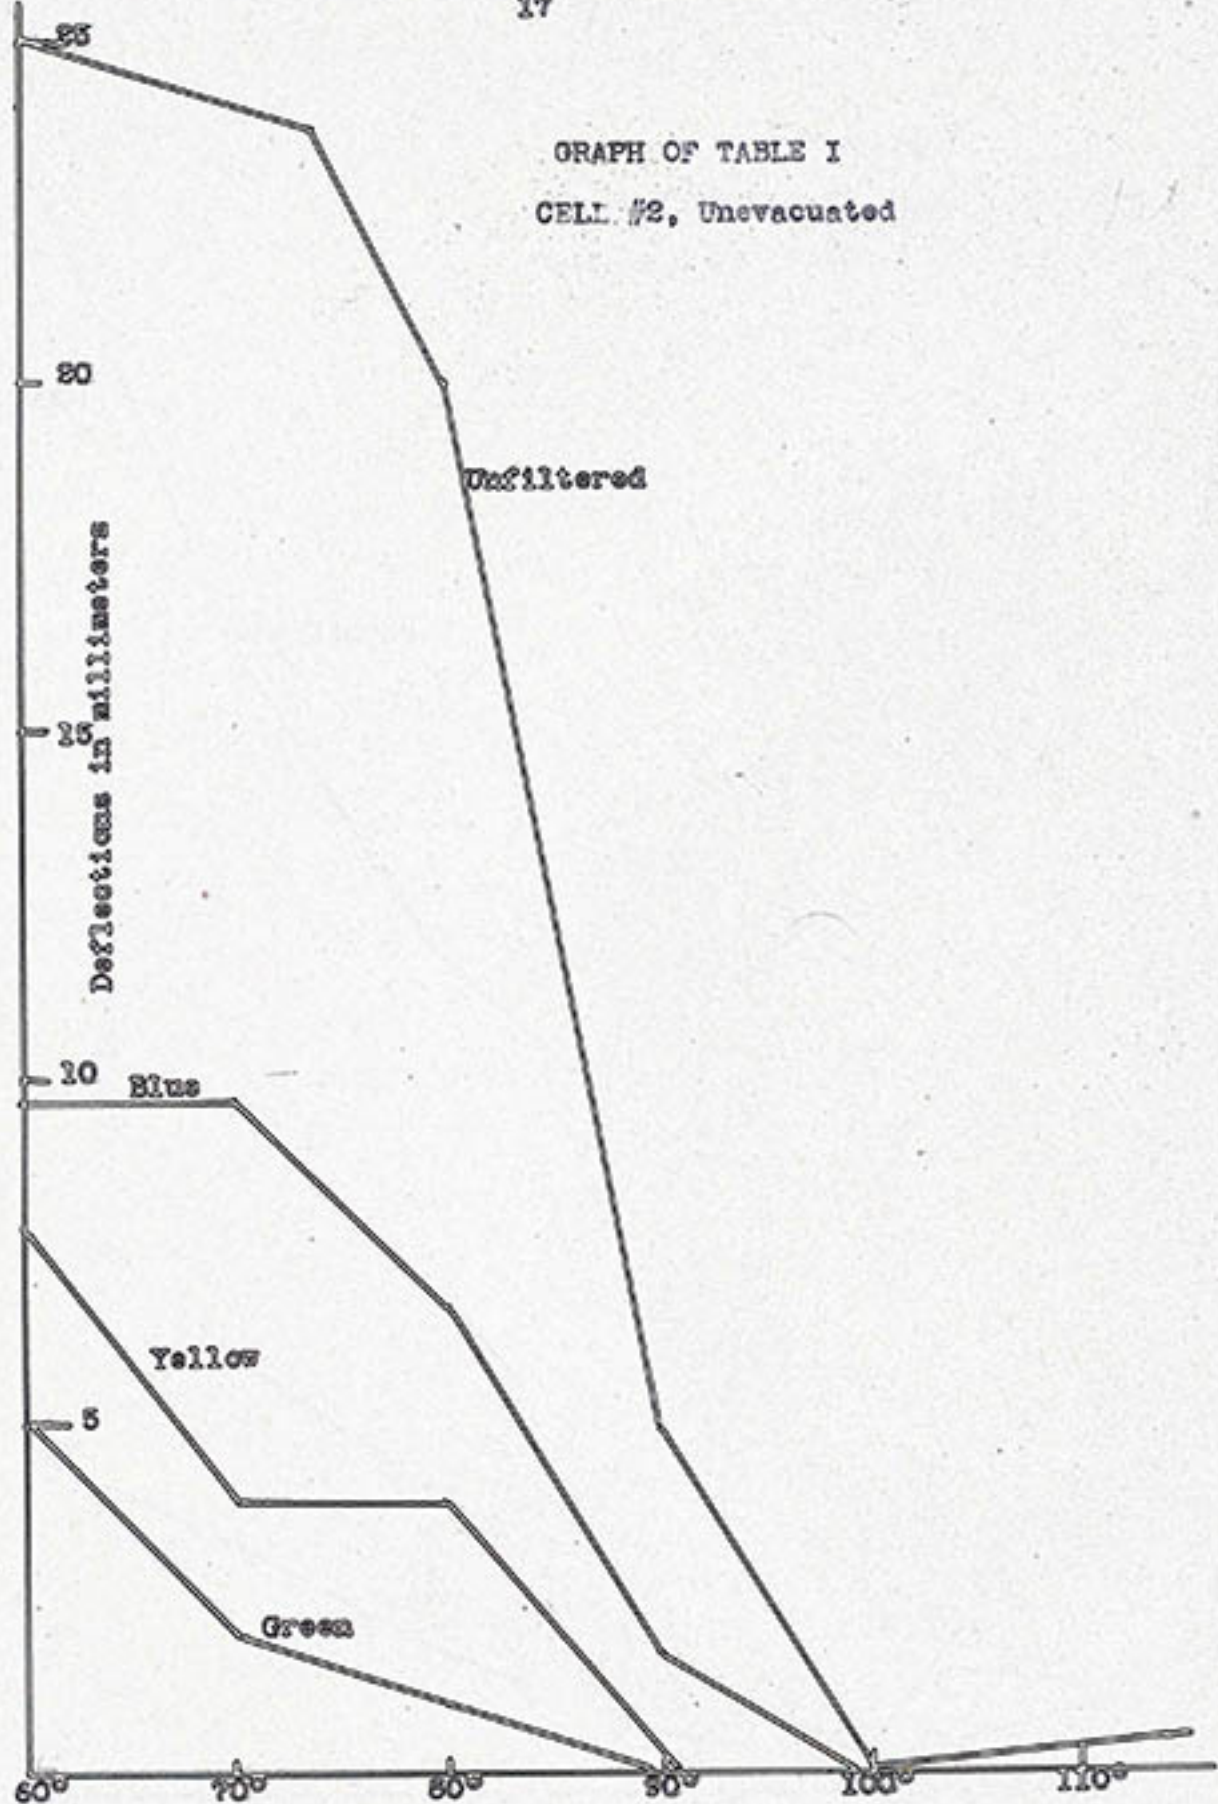 17
25
GRAPH OF TABLE I
CELL #2, Unevacuated
20
Unfiltered
Deflections in millimeters
15
10
Blue
Yellow
5
Green
60° 70° 80° 90° 100° 110°